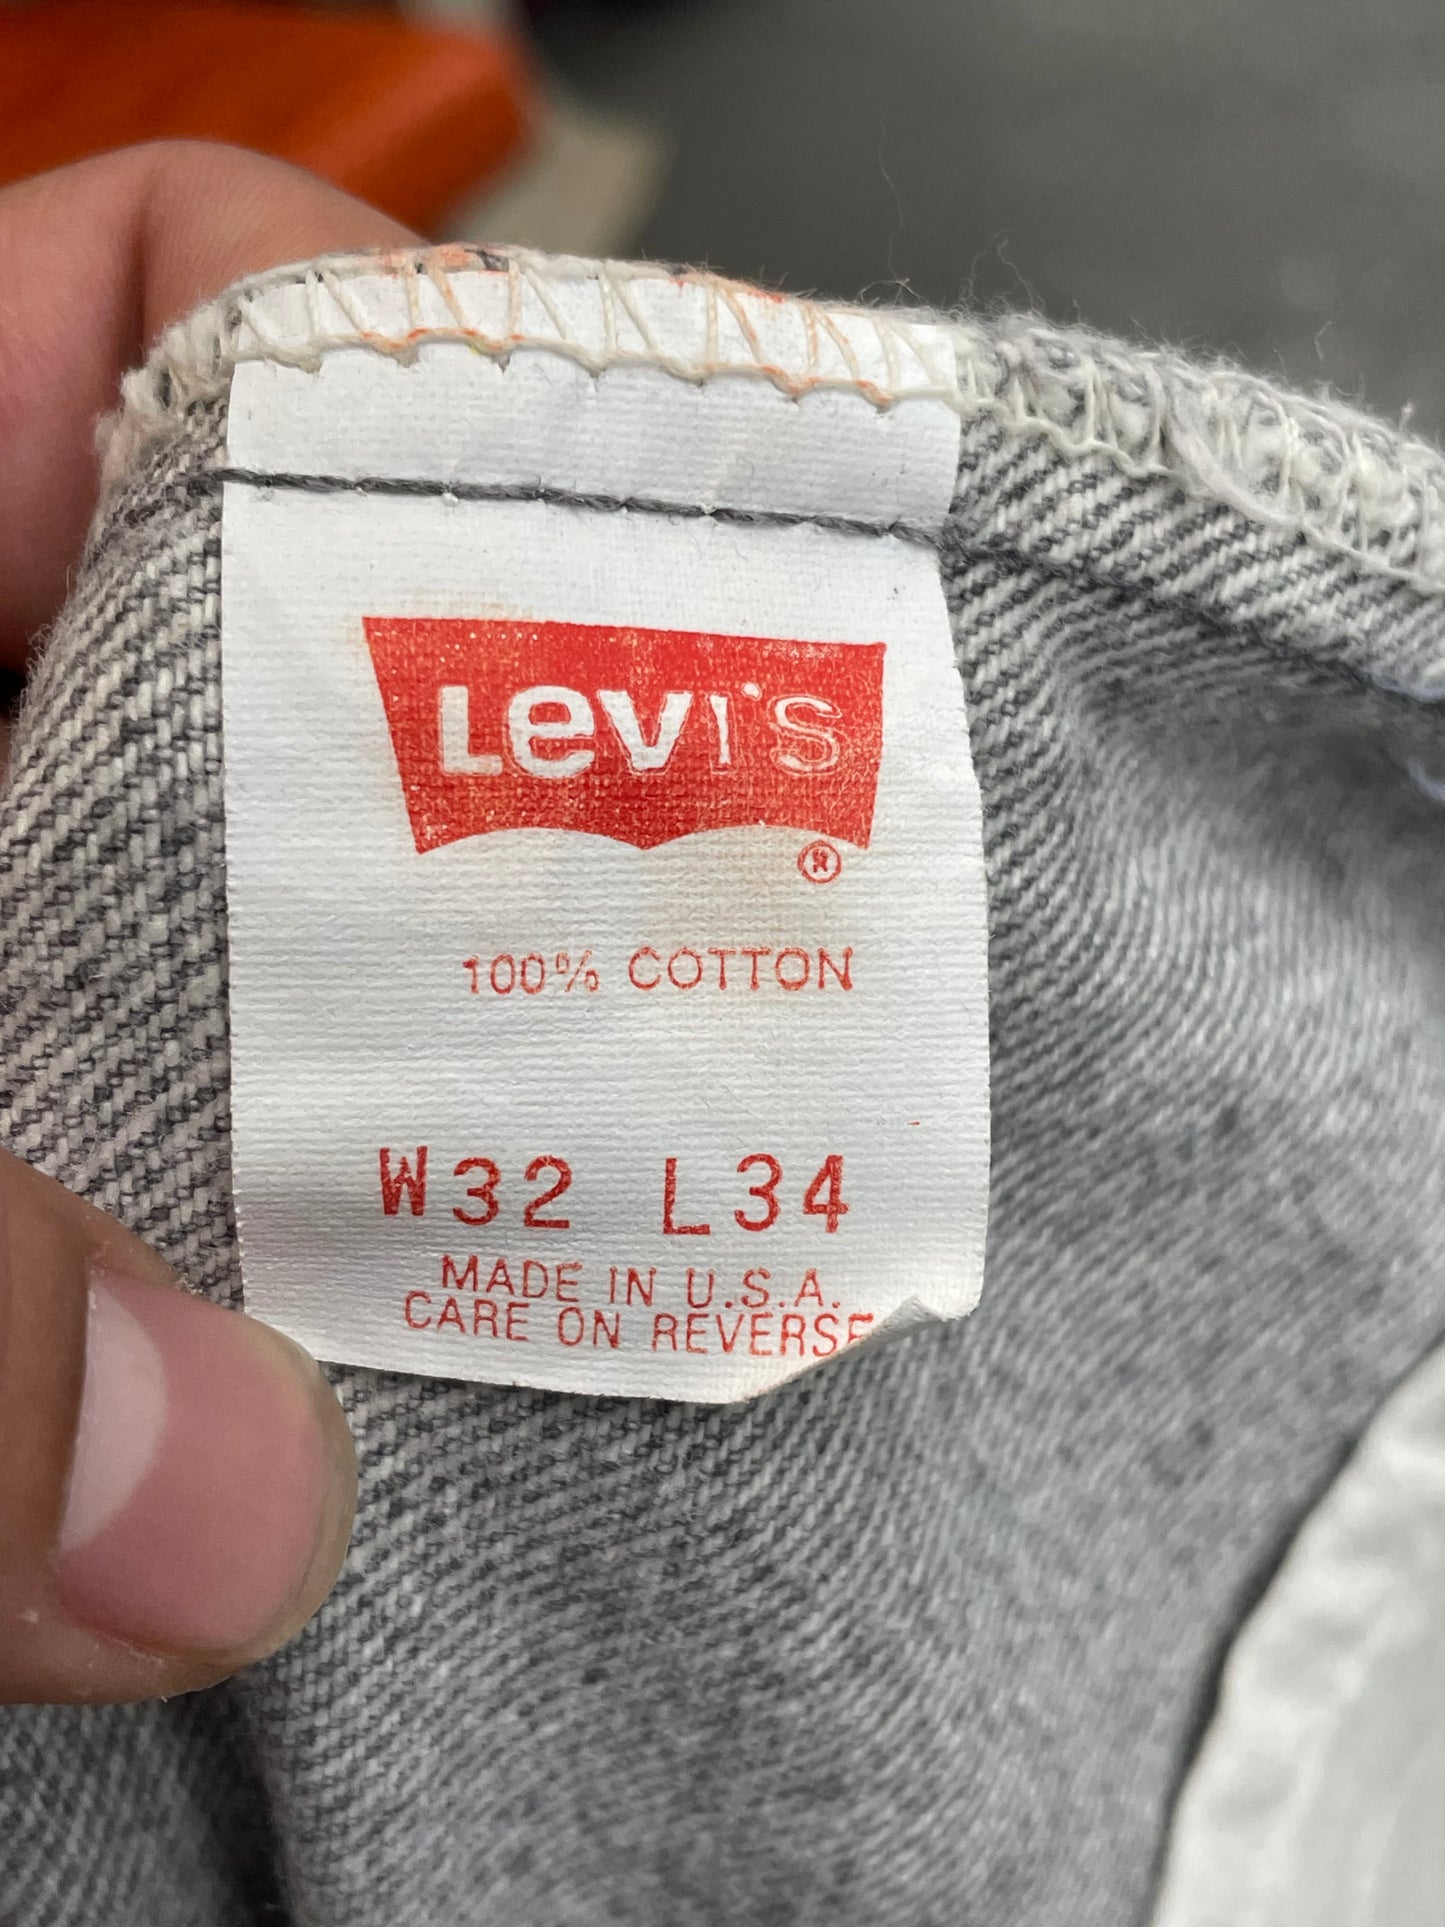 Levi's
®
100% COTTON
W32 L34
MADE IN U.S.A.
CARE ON REVERSE